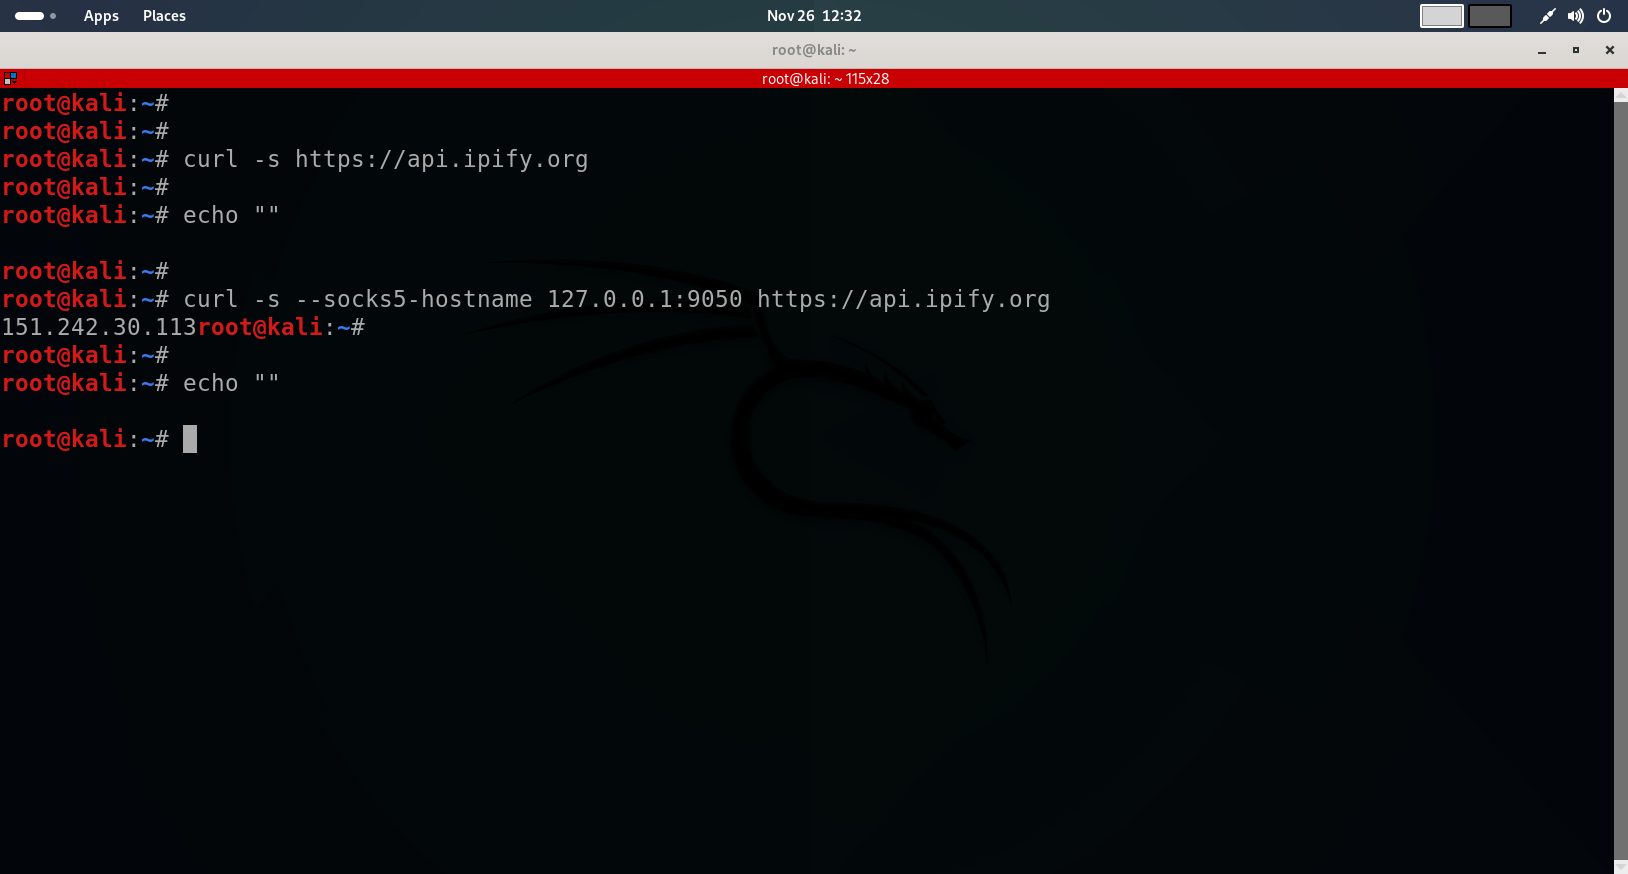 Apps Places Nov 26 12:32
root@kali: ~
root@kali: ~ 115x28
root@kali:~#
root@kali:~#
root@kali:~# curl -s https://api.ipify.org
root@kali:~#
root@kali:~# echo ""
root@kali:~#
root@kali:~# curl -s --socks5-hostname 127.0.0.1:9050 https://api.ipify.org
151.242.30.113root@kali:~#
root@kali:~#
root@kali:~# echo ""
root@kali:~#